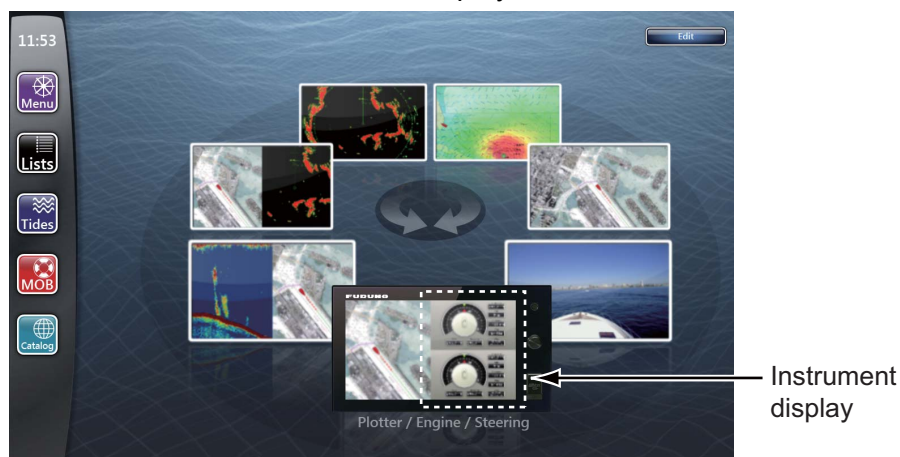 11:53
Edit
Menu
Lists
Tides
MOB
Catalog
FURUNO
Plotter / Engine / Steering
Instrument
display